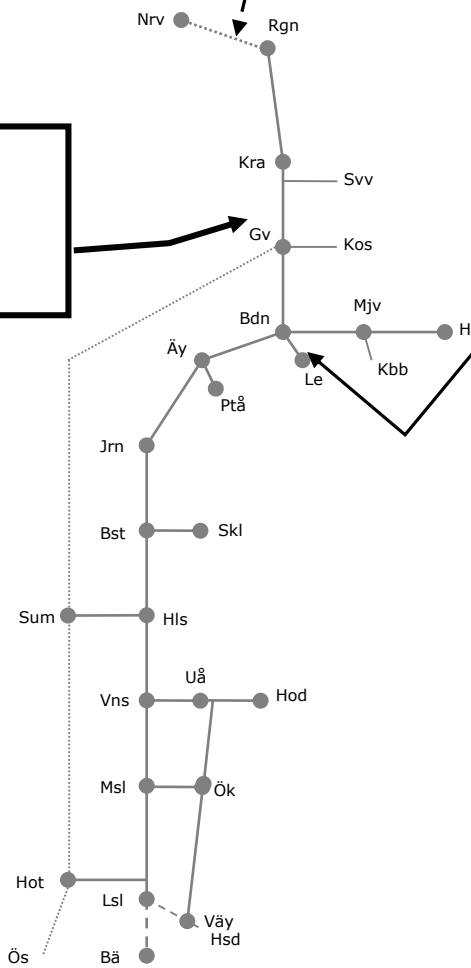 Nrv
Rgn
Kra
Svv
Gv
Kos
Bdn
Mjv
H
Äy
Le
Kbb
Ptå
Jrn
Bst
Skl
Sum
Hls
Uå
Vns
Hod
Msl
Ök
Hot
Lsl
Väy
Hsd
Ös
Bä